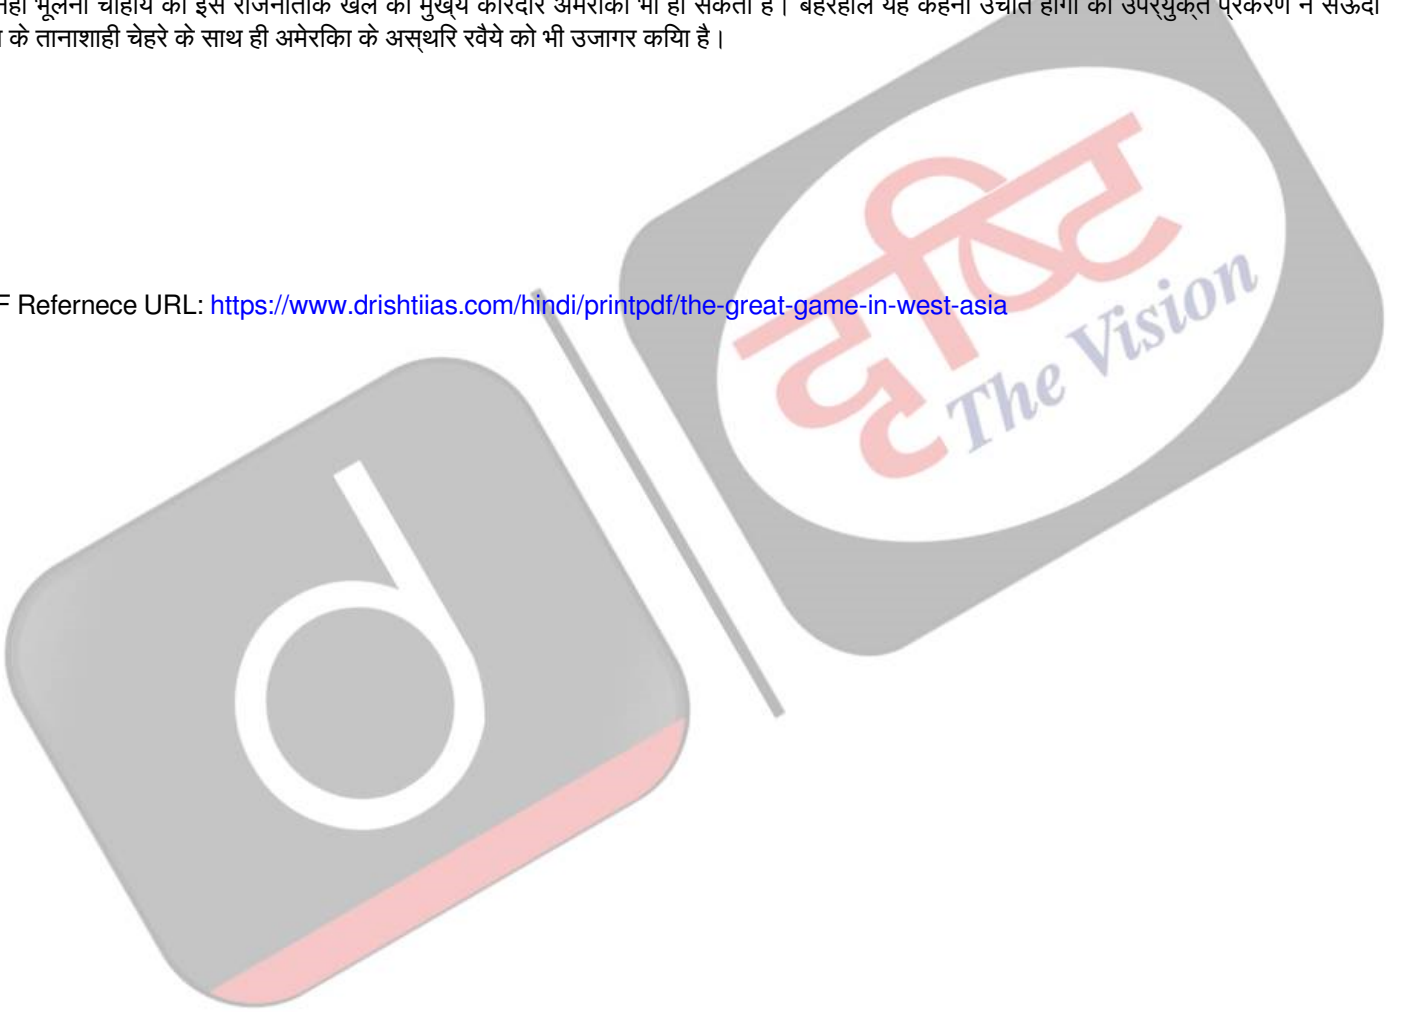 नहीं भूलना चाहिये कि इस राजनीतिक खेल का मुख्य किरदार अमेरिका भी हो सकता है। बहरहाल यह कहना उचित होगा कि उपर्युक्त प्रकरण ने सऊदी
के तानाशाही चेहरे के साथ ही अमेरिका के अस्थिर रवैये को भी उजागर किया है।
F Refernece URL: https://www.drishtiias.com/hindi/printpdf/the-great-game-in-west-asia
दृष्टि
The Vision
d